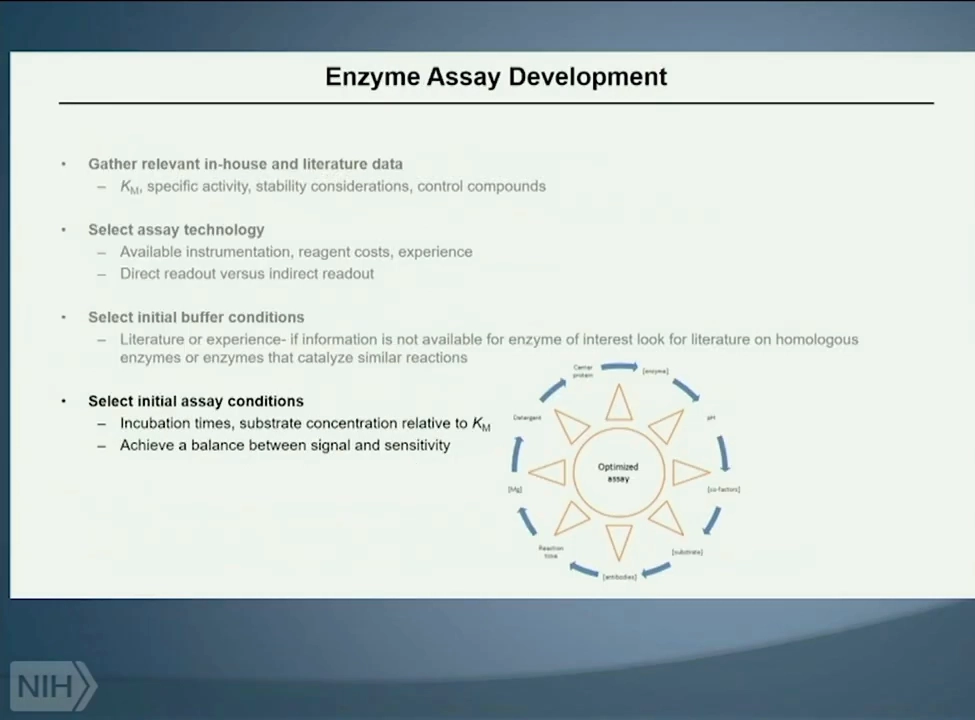 Enzyme Assay Development
• Gather relevant in-house and literature data
– KM, specific activity, stability considerations, control compounds
• Select assay technology
– Available instrumentation, reagent costs, experience
– Direct readout versus indirect readout
• Select initial buffer conditions
– Literature or experience- if information is not available for enzyme of interest look for literature on homologous
enzymes or enzymes that catalyze similar reactions
• Select initial assay conditions
– Incubation times, substrate concentration relative to KM
– Achieve a balance between signal and sensitivity
Carrier
protein
[enzyme]
pH
[co-factors]
[substrate]
[antibodies]
Reaction
time
[Mg]
Detergent
Optimized
assay
NIH